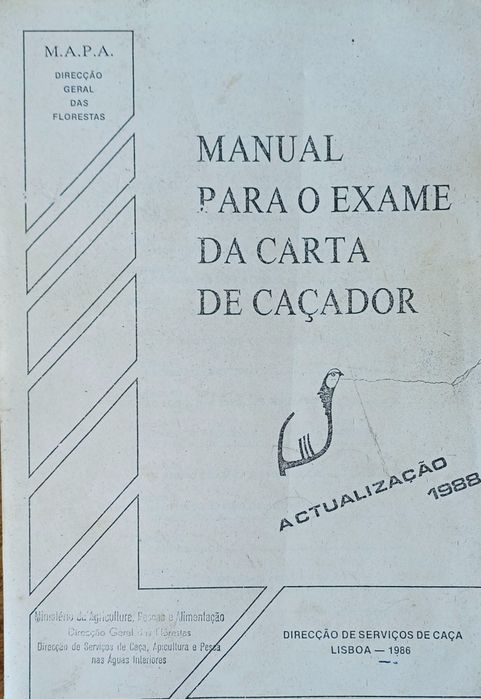 M.A.P.A.
DIRECÇÃO
GERAL
DAS
FLORESTAS
MANUAL
PARA O EXAME
DA CARTA
DE CAÇADOR
ACTUALIZAÇÃO
1988
Ministério da Agricultura, Pescas e Alimentação
Direcção Geral das Florestas
Direcção de Serviços de Caça, Apicultura e Pesca
nas Águas Interiores
DIRECÇÃO DE SERVIÇOS DE CAÇA
LISBOA — 1986